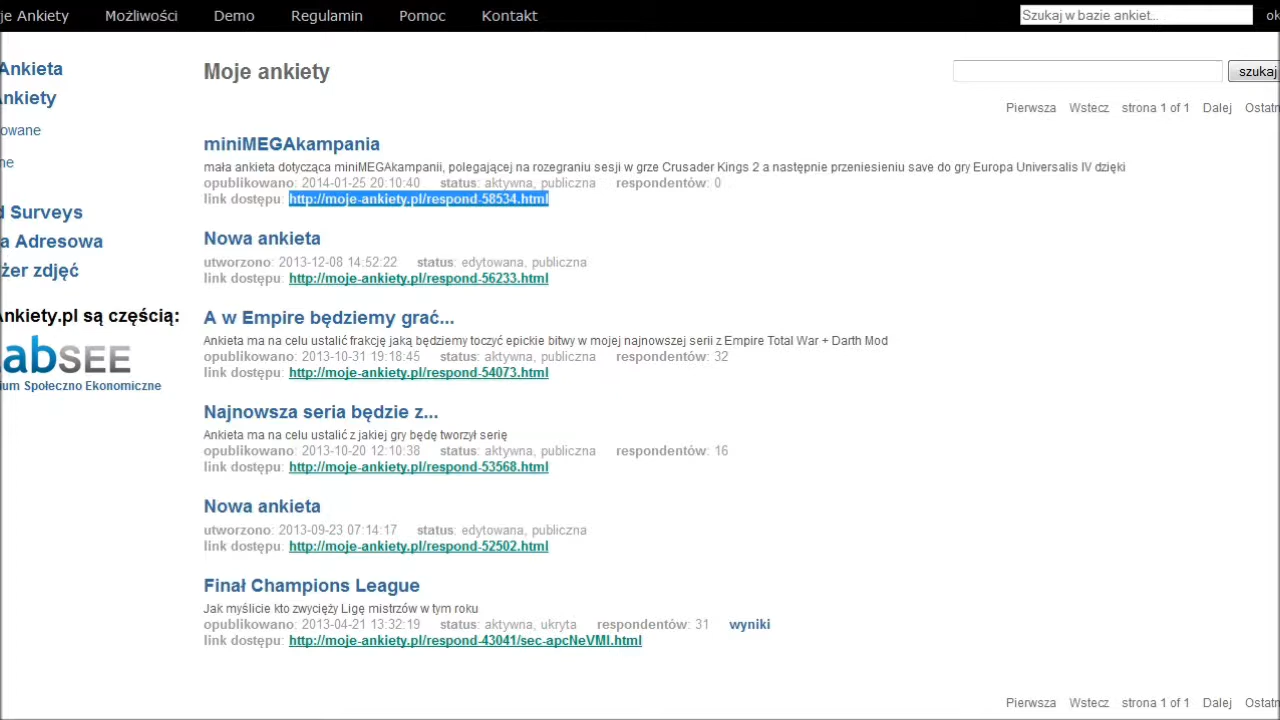 je Ankiety Możliwości Demo Regulamin Pomoc Kontakt Szukaj w bazie ankiet.. ok
Ankieta
Ankiety
owane
ne
d Surveys
a Adresowa
żer zdjęć
Ankiety.pl są częścią:
abSEE
ium Społeczno Ekonomiczne
Moje ankiety
szukaj
Pierwsza Wstecz strona 1 of 1 Dalej Ostatn
miniMEGAkampania
mała ankieta dotycząca miniMEGAkampanii, polegającej na rozegraniu sesji w grze Crusader Kings 2 a następnie przeniesieniu save do gry Europa Universalis IV dzięki
opublikowano: 2014-01-25 20:10:40 status: aktywna, publiczna respondentów: 0
link dostępu: http://moje-ankiety.pl/respond-58534.html
Nowa ankieta
utworzono: 2013-12-08 14:52:22 status: edytowana, publiczna
link dostępu: http://moje-ankiety.pl/respond-56233.html
A w Empire będziemy grać...
Ankieta ma na celu ustalić frakcję jaką będziemy toczyć epickie bitwy w mojej najnowszej serii z Empire Total War + Darth Mod
opublikowano: 2013-10-31 19:18:45 status: aktywna, publiczna respondentów: 32
link dostępu: http://moje-ankiety.pl/respond-54073.html
Najnowsza seria będzie z...
Ankieta ma na celu ustalić z jakiej gry będę tworzył serię
opublikowano: 2013-10-20 12:10:38 status: aktywna, publiczna respondentów: 16
link dostępu: http://moje-ankiety.pl/respond-53568.html
Nowa ankieta
utworzono: 2013-09-23 07:14:17 status: edytowana, publiczna
link dostępu: http://moje-ankiety.pl/respond-52502.html
Finał Champions League
Jak myślicie kto zwycięży Ligę mistrzów w tym roku
opublikowano: 2013-04-21 13:32:19 status: aktywna, ukryta respondentów: 31 wyniki
link dostępu: http://moje-ankiety.pl/respond-43041/sec-apcNeVMI.html
Pierwsza Wstecz strona 1 of 1 Dalej Ostatn